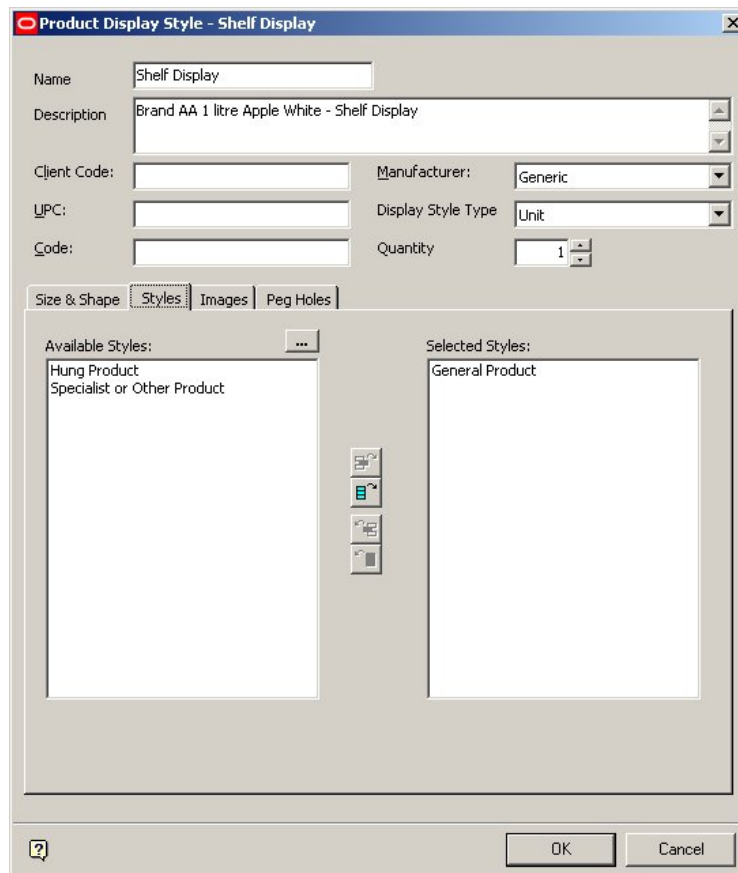 Product Display Style - Shelf Display
Name
Shelf Display
Description
Brand AA 1 litre Apple White - Shelf Display
Client Code:
Manufacturer:
Generic
UPC:
Display Style Type
Unit
Code:
Quantity
1
Size & Shape
Styles
Images
Peg Holes
Available Styles:
...
Selected Styles:
Hung Product
General Product
Specialist or Other Product
OK
Cancel